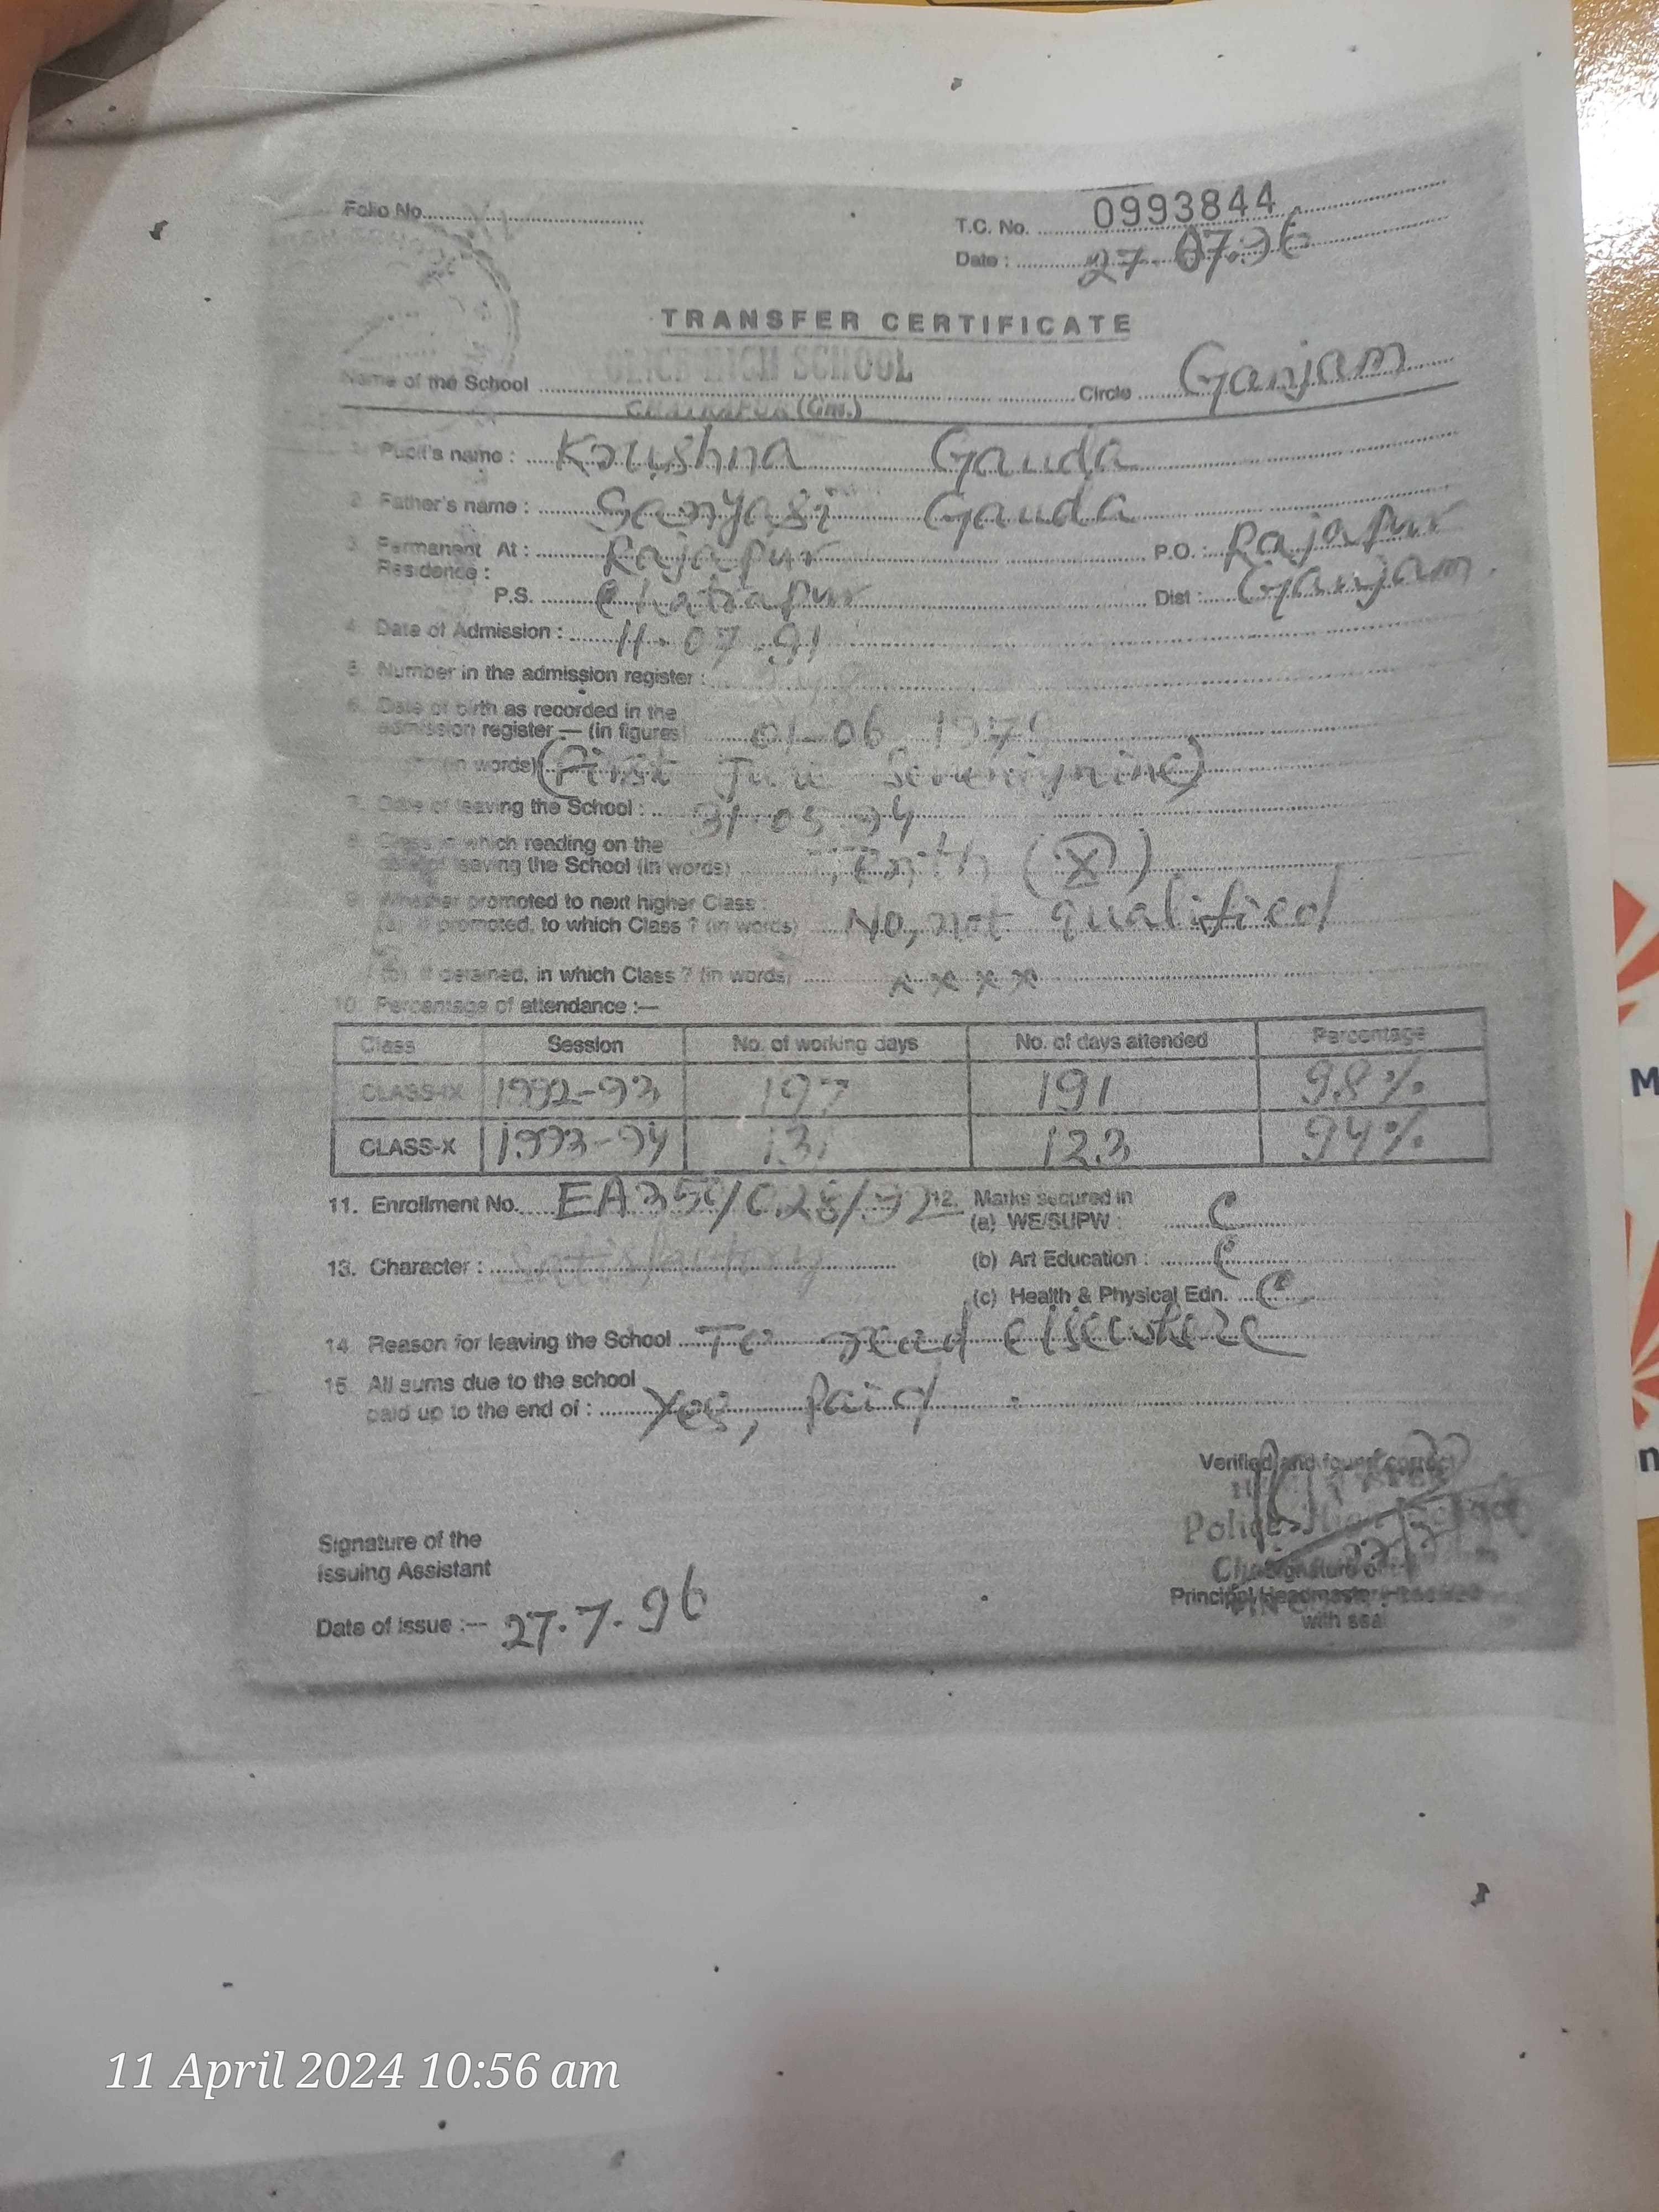 Folio No.
T.C. No. 0993844
Date : 27-07.96
TRANSFER CERTIFICATE
Name of the School POLICE HIGH SCHOOL Circle Ganjam
CHATRAPUR (Gm.)
1. Pupil's name : Krushna Gauda
2. Father's name : Sanyasi Gauda
3. Permanent At : Rajapur P.O. : Rajapur
Residence :
P.S. Chatrapur Dist : Ganjam.
4. Date of Admission : 11-07-91
5. Number in the admission register :
6. Date of birth as recorded in the
admission register — (in figures) 01-06 1979
(in words) (First June Seventynine)
7. Date of leaving the School : 31-05-94
8. Class in which reading on the
date of leaving the School (in words) Tenth (X)
9. Whether promoted to next higher Class :
(a) If promoted, to which Class ? (in words) No, not qualified
(b) If detained, in which Class ? (in words) x x x x
10. Percentage of attendance :—
Class Session No. of working days No. of days attended Percentage
CLASS-IX 1992-93 197 191 98%
CLASS-X 1993-94 131 123 94%
11. Enrollment No. EA350/028/92 12. Marks secured in
(a) WE/SUPW : C
13. Character : Satisfactory (b) Art Education : C
(c) Health & Physical Edn. C
14. Reason for leaving the School To read elsewhere
15. All sums due to the school
paid up to the end of : Yes, paid
Verified and found correct
Police High School
Signature of the
Issuing Assistant
Signature of the
Principal/Headmaster
with seal
Date of issue :— 27.7.96
11 April 2024 10:56 am